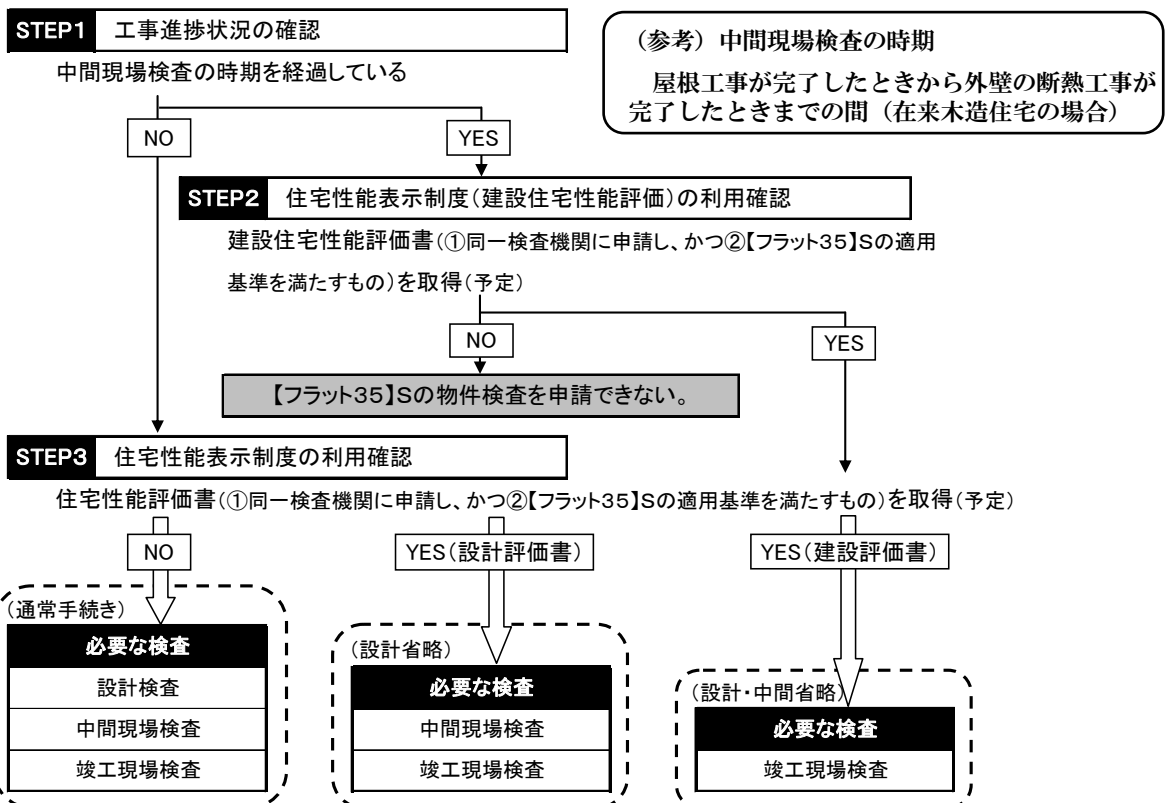 STEP1 工事進捗状況の確認
(参考)中間現場検査の時期
屋根工事が完了したときから外壁の断熱工事が
完了したときまでの間(在来木造住宅の場合)
中間現場検査の時期を経過している
NO
YES
STEP2 住宅性能表示制度(建設住宅性能評価)の利用確認
建設住宅性能評価書(①同一検査機関に申請し、かつ②【フラット35】Sの適用
基準を満たすもの)を取得(予定)
NO
YES
【フラット35】Sの物件検査を申請できない。
STEP3 住宅性能表示制度の利用確認
住宅性能評価書(①同一検査機関に申請し、かつ②【フラット35】Sの適用基準を満たすもの)を取得(予定)
NO
YES(設計評価書)
YES(建設評価書)
(通常手続き)
必要な検査
設計検査
中間現場検査
竣工現場検査
(設計省略)
必要な検査
中間現場検査
竣工現場検査
(設計・中間省略)
必要な検査
竣工現場検査